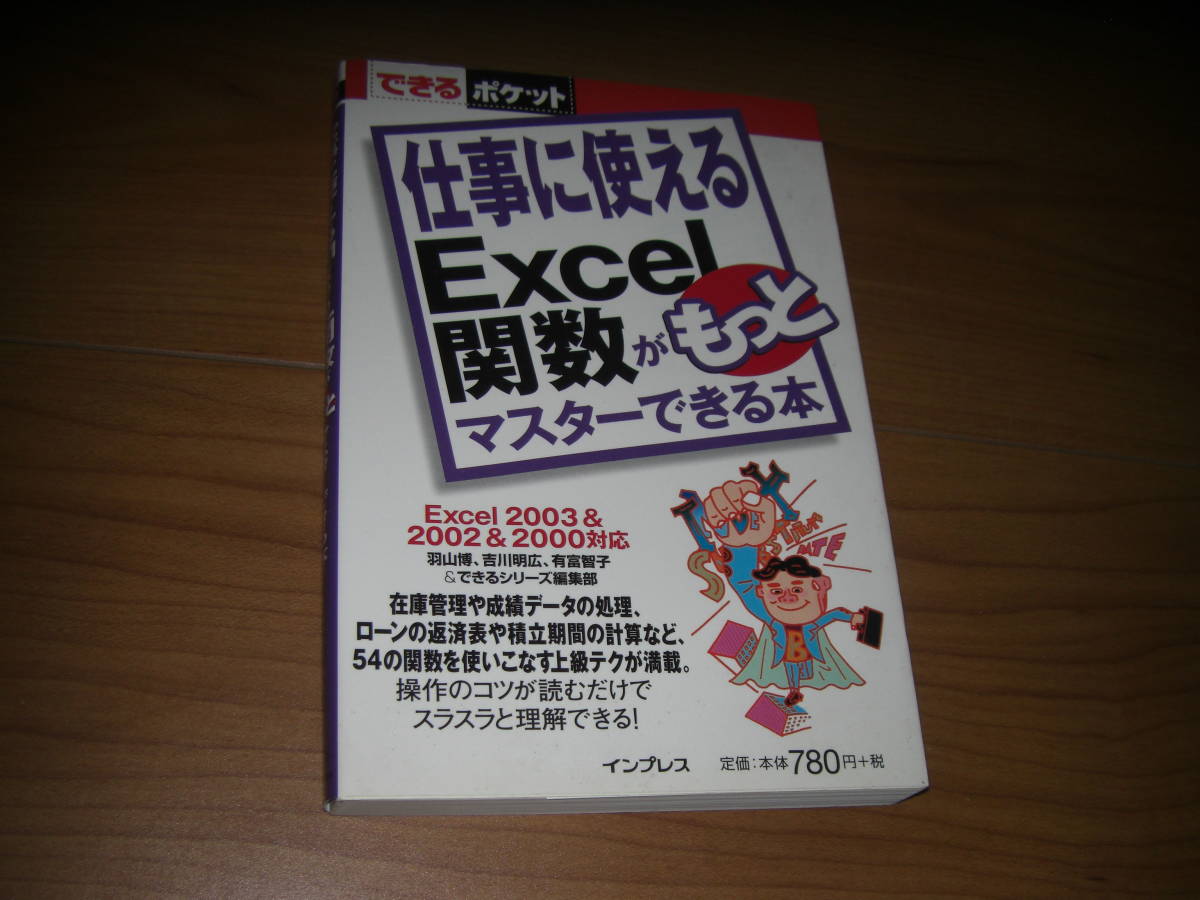 できる ポケット
仕事に使える
Excel
関数がもっと
マスターできる本
Excel 2003&
2002&2000対応
羽山博、吉川明広、有富智子
&できるシリーズ編集部
在庫管理や成績データの処理、
ローンの返済表や積立期間の計算など、
54の関数を使いこなす上級テクが満載。
操作のコツが読むだけで
スラスラと理解できる!
インプレス 定価:本体780円+税